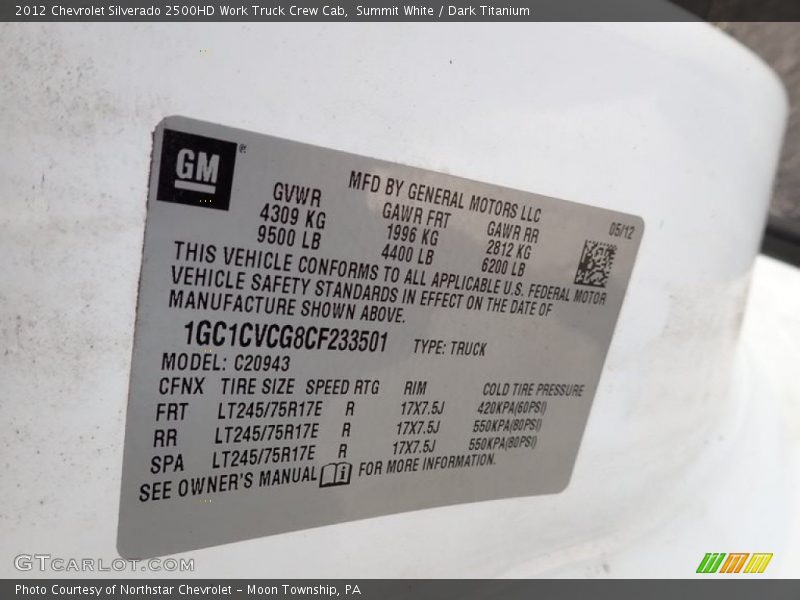 2012 Chevrolet Silverado 2500HD Work Truck Crew Cab, Summit White / Dark Titanium
GM®
MFD BY GENERAL MOTORS LLC
05/12
GVWR GAWR FRT GAWR RR
4309 KG 1996 KG 2812 KG
9500 LB 4400 LB 6200 LB
THIS VEHICLE CONFORMS TO ALL APPLICABLE U.S. FEDERAL MOTOR
VEHICLE SAFETY STANDARDS IN EFFECT ON THE DATE OF
MANUFACTURE SHOWN ABOVE.
1GC1CVCG8CF233501 TYPE: TRUCK
MODEL: C20943
CFNX TIRE SIZE SPEED RTG RIM COLD TIRE PRESSURE
FRT LT245/75R17E R 17X7.5J 420KPA(60PSI)
RR LT245/75R17E R 17X7.5J 550KPA(80PSI)
SPA LT245/75R17E R 17X7.5J 550KPA(80PSI)
SEE OWNER'S MANUAL i FOR MORE INFORMATION.
GTCARLOT.COM
Photo Courtesy of Northstar Chevrolet - Moon Township, PA